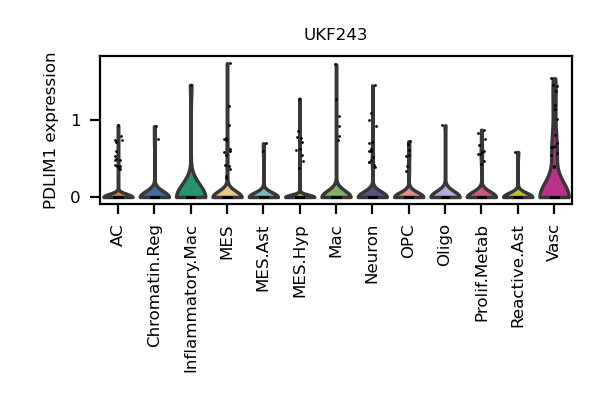 UKF243
PDLIM1 expression
1
0
AC
Chromatin.Reg
Inflammatory.Mac
MES
MES.Ast
MES.Hyp
Mac
Neuron
OPC
Oligo
Prolif.Metab
Reactive.Ast
Vasc